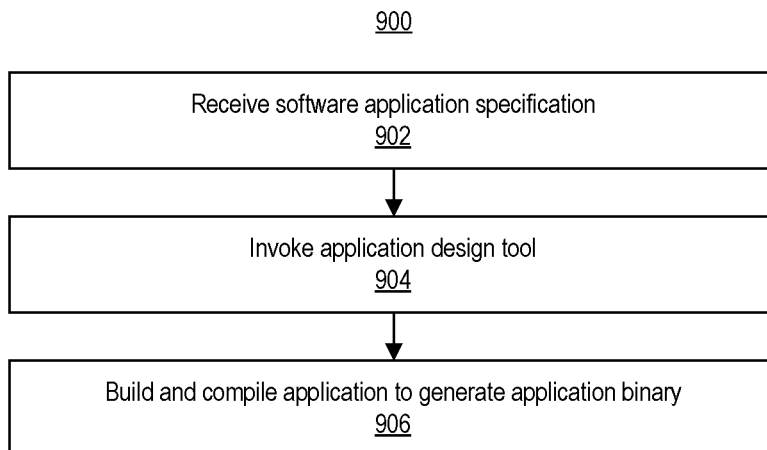 900
Receive software application specification
902
Invoke application design tool
904
Build and compile application to generate application binary
906